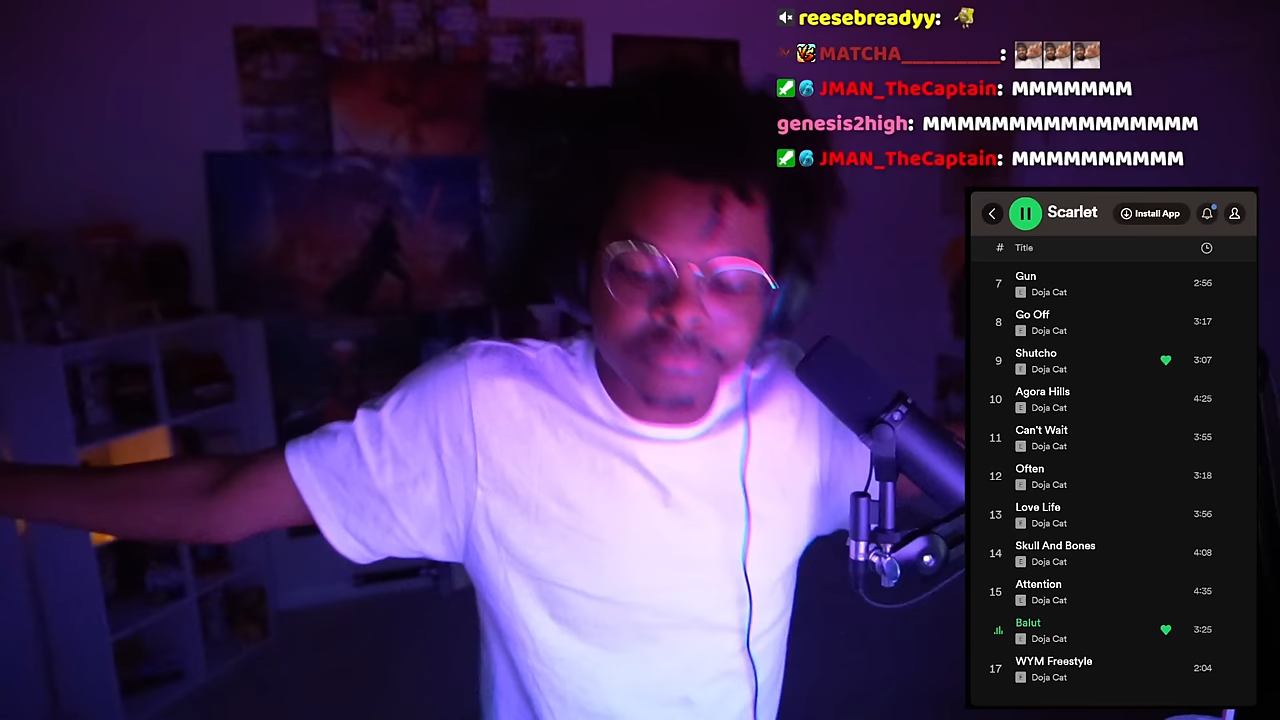 reesebreadyy:
MATCHA_________:
JMAN_TheCaptain: MMMMMMM
genesis2high: MMMMMMMMMMMMMMMM
JMAN_TheCaptain: MMMMMMMMMM
Scarlet Install App
# Title
7 Gun 2:56
E Doja Cat
8 Go Off 3:17
E Doja Cat
9 Shutcho 3:07
E Doja Cat
10 Agora Hills 4:25
E Doja Cat
11 Can't Wait 3:55
E Doja Cat
12 Often 3:18
E Doja Cat
13 Love Life 3:56
E Doja Cat
14 Skull And Bones 4:08
E Doja Cat
15 Attention 4:35
E Doja Cat
Balut 3:25
E Doja Cat
17 WYM Freestyle 2:04
E Doja Cat